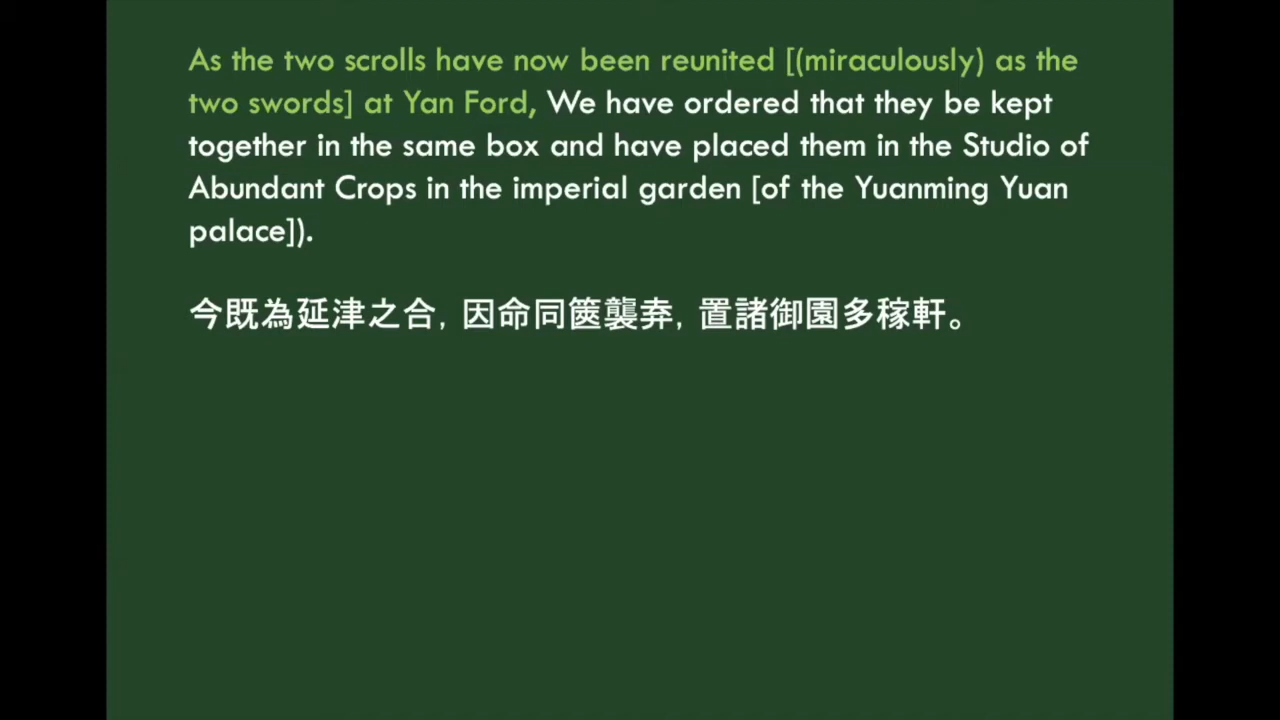 As the two scrolls have now been reunited [(miraculously) as the
two swords] at Yan Ford, We have ordered that they be kept
together in the same box and have placed them in the Studio of
Abundant Crops in the imperial garden [of the Yuanming Yuan
palace]).
今既為延津之合, 因命同篋襲弆, 置諸御園多稼軒。